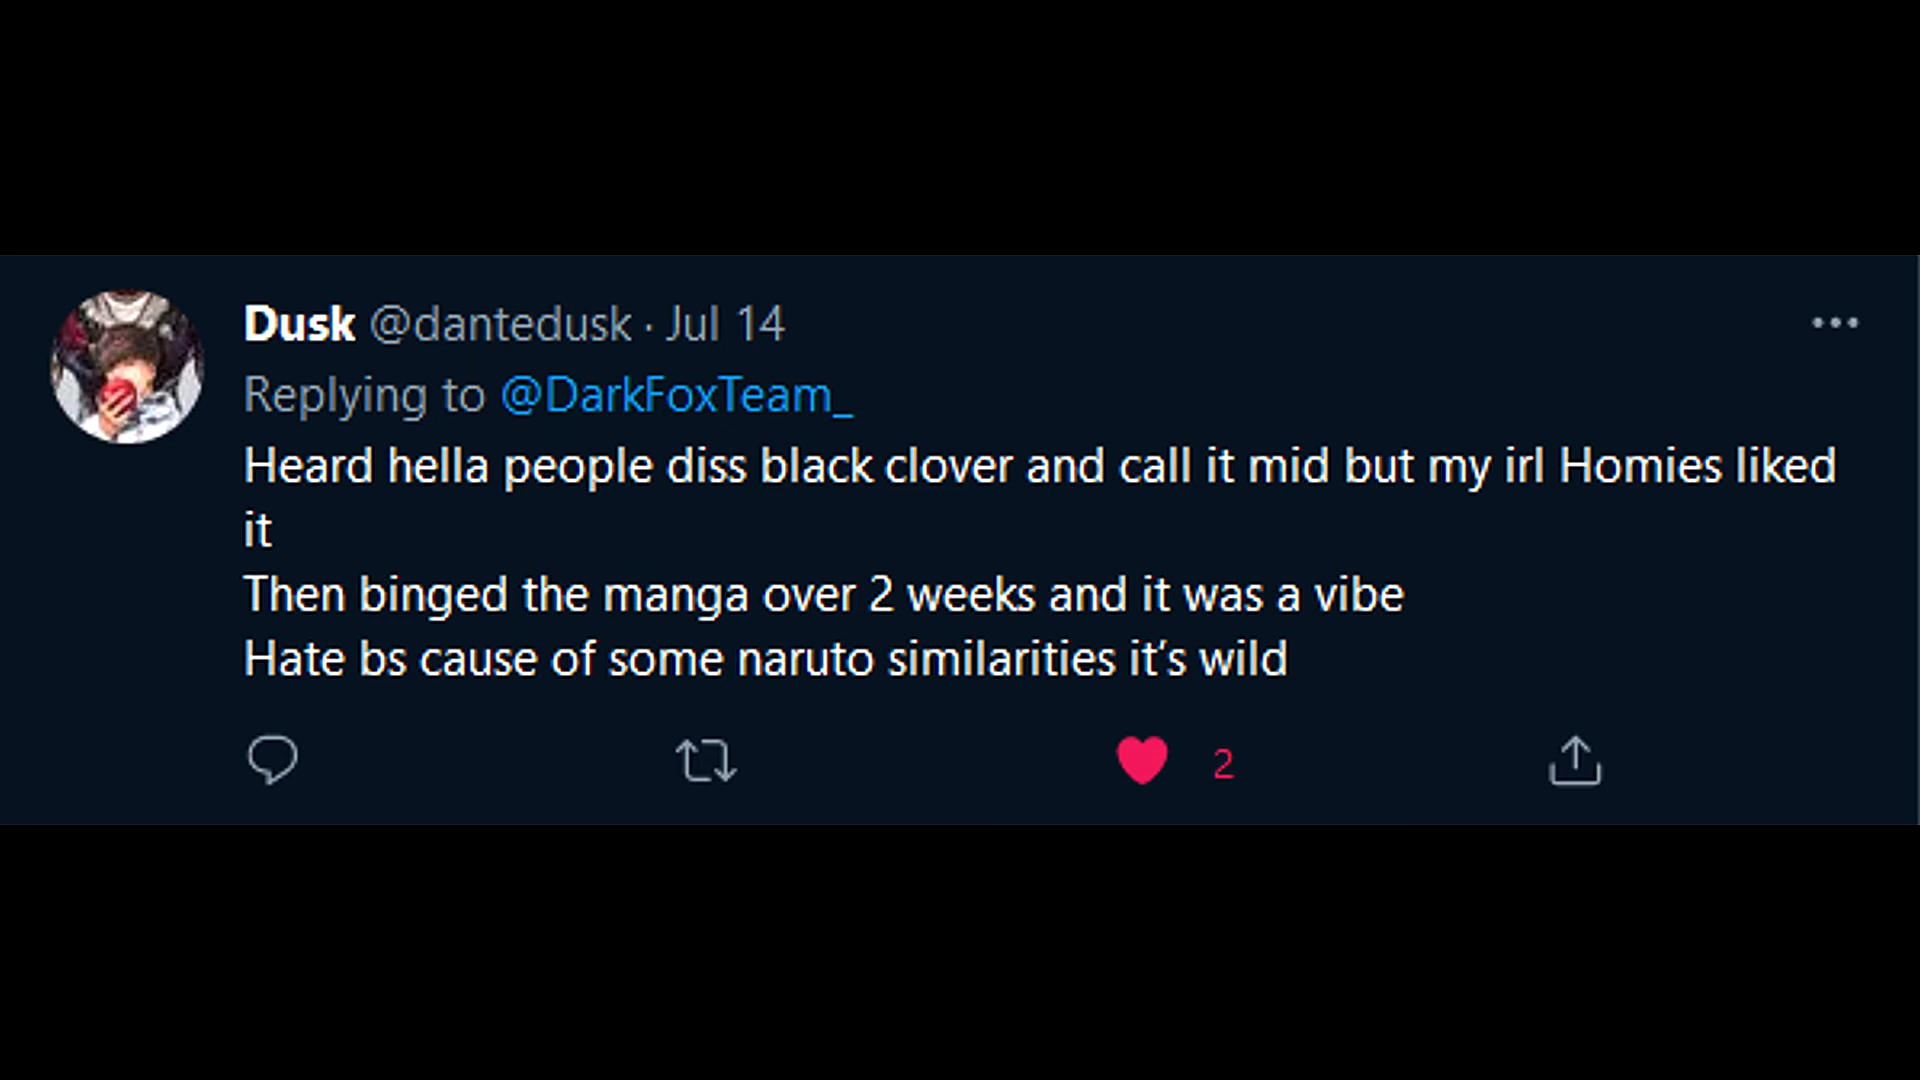 Dusk @dantedusk · Jul 14
Replying to @DarkFoxTeam_
Heard hella people diss black clover and call it mid but my irl Homies liked
it
Then binged the manga over 2 weeks and it was a vibe
Hate bs cause of some naruto similarities it’s wild
2